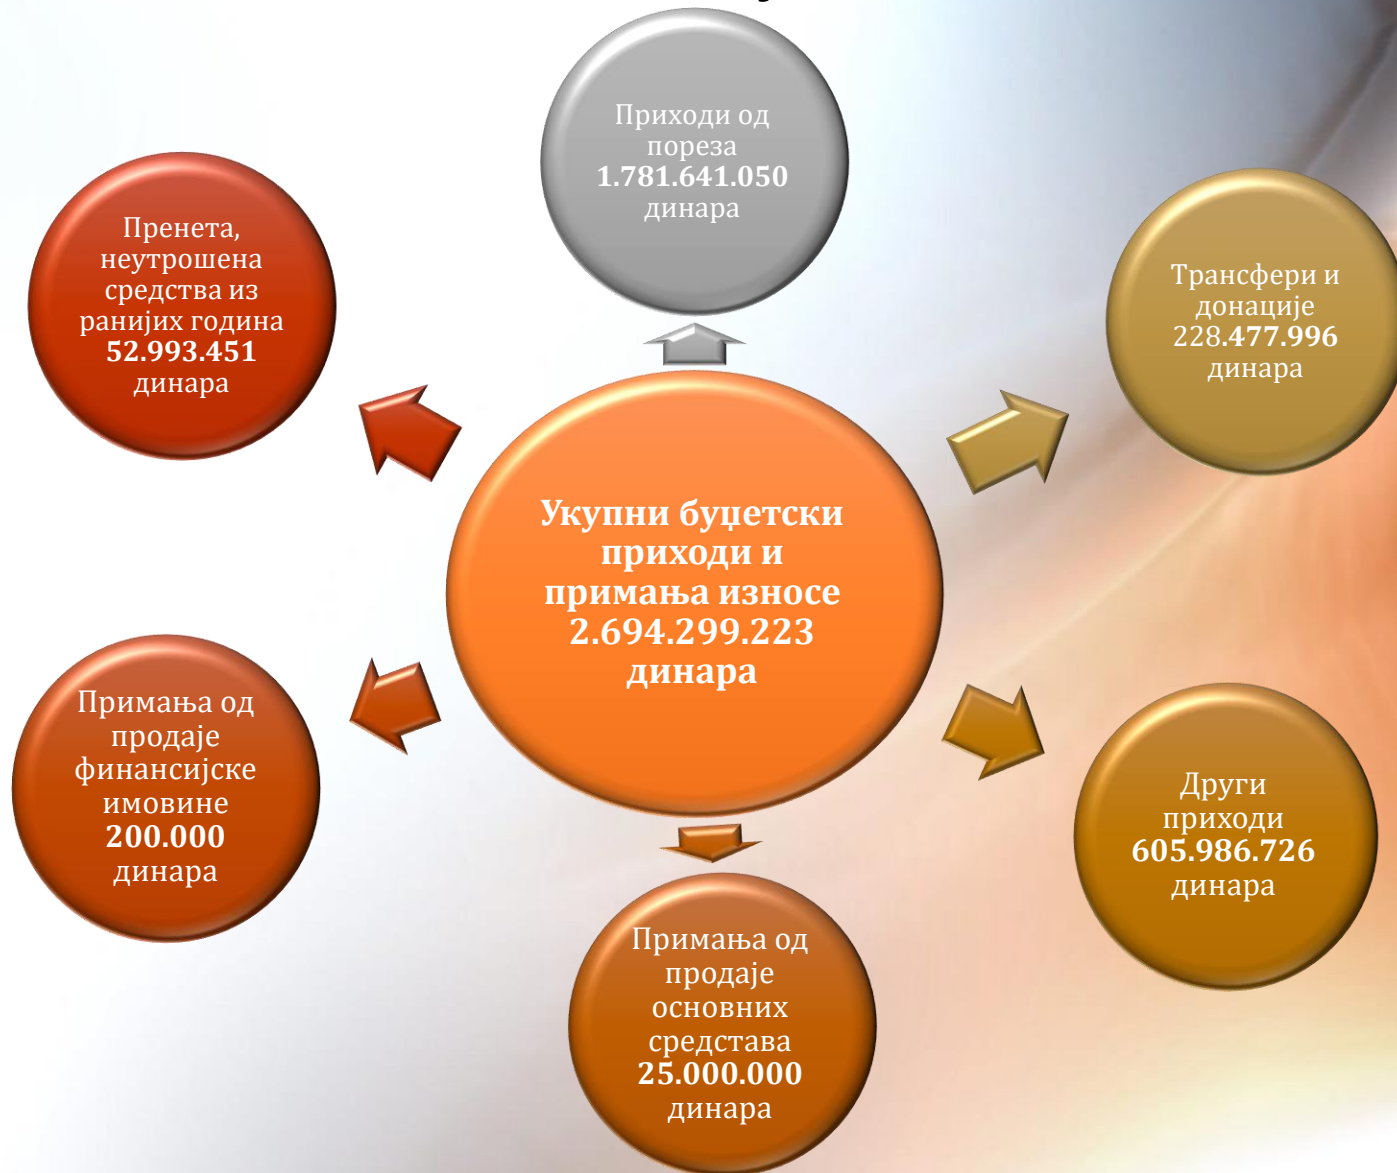 Приходи од
пореза
1.781.641.050
динара
Пренета,
неутрошена
средства из
ранијих година
52.993.451
динара
Трансфери и
донације
228.477.996
динара
Укупни буџетски
приходи и
примања износе
2.694.299.223
динара
Примања од
продаје
финансијске
имовине
200.000
динара
Други
приходи
605.986.726
динара
Примања од
продаје
основних
средстава
25.000.000
динара